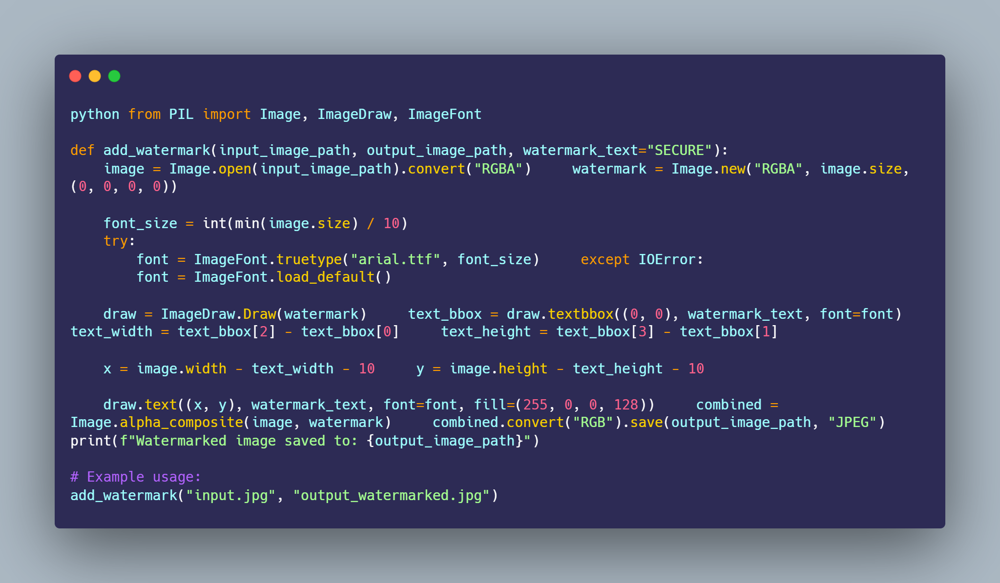 python from PIL import Image, ImageDraw, ImageFont

def add_watermark(input_image_path, output_image_path, watermark_text="SECURE"):
    image = Image.open(input_image_path).convert("RGBA")     watermark = Image.new("RGBA", image.size,
(0, 0, 0, 0))

    font_size = int(min(image.size) / 10)
    try:
        font = ImageFont.truetype("arial.ttf", font_size)     except IOError:
        font = ImageFont.load_default()

    draw = ImageDraw.Draw(watermark)     text_bbox = draw.textbbox((0, 0), watermark_text, font=font)
text_width = text_bbox[2] - text_bbox[0]     text_height = text_bbox[3] - text_bbox[1]

    x = image.width - text_width - 10     y = image.height - text_height - 10

    draw.text((x, y), watermark_text, font=font, fill=(255, 0, 0, 128))     combined =
Image.alpha_composite(image, watermark)     combined.convert("RGB").save(output_image_path, "JPEG")
print(f"Watermarked image saved to: {output_image_path}")

# Example usage:
add_watermark("input.jpg", "output_watermarked.jpg")